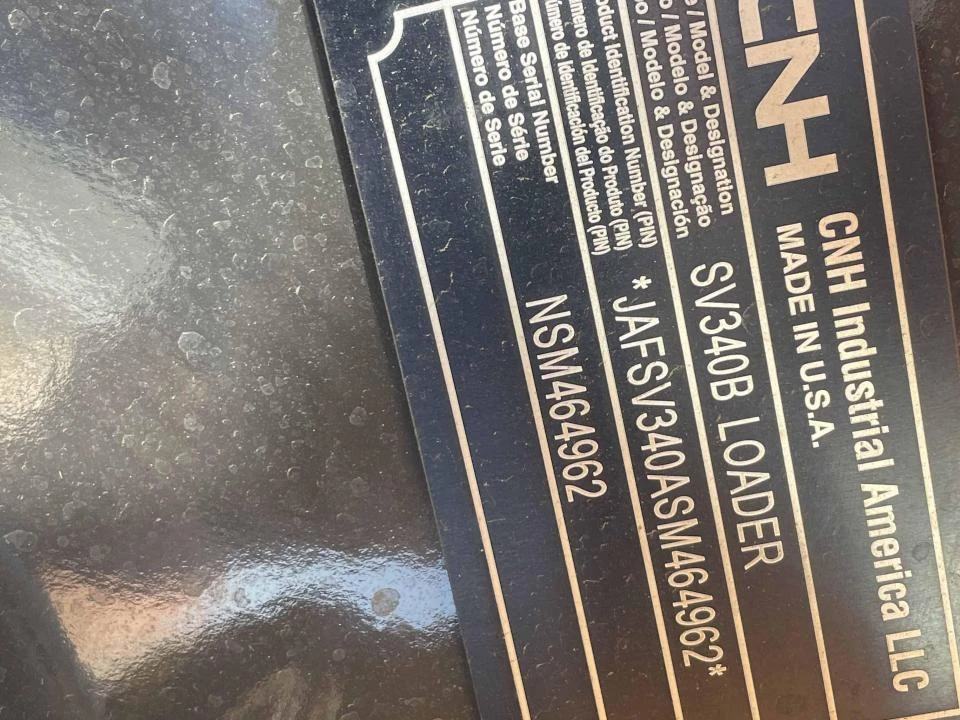 CNH
CNH Industrial America LLC
MADE IN U.S.A.
/ Model & Designation
/ Modelo & Designação
/ Modelo & Designación
SV340B LOADER
Product Identification Number (PIN)
Número de Identificação do Produto (PIN)
Número de Identificación del Producto (PIN)
*JAFSV340ASM464962*
Base Serial Number
Número de Série
Número de Serie
NSM464962